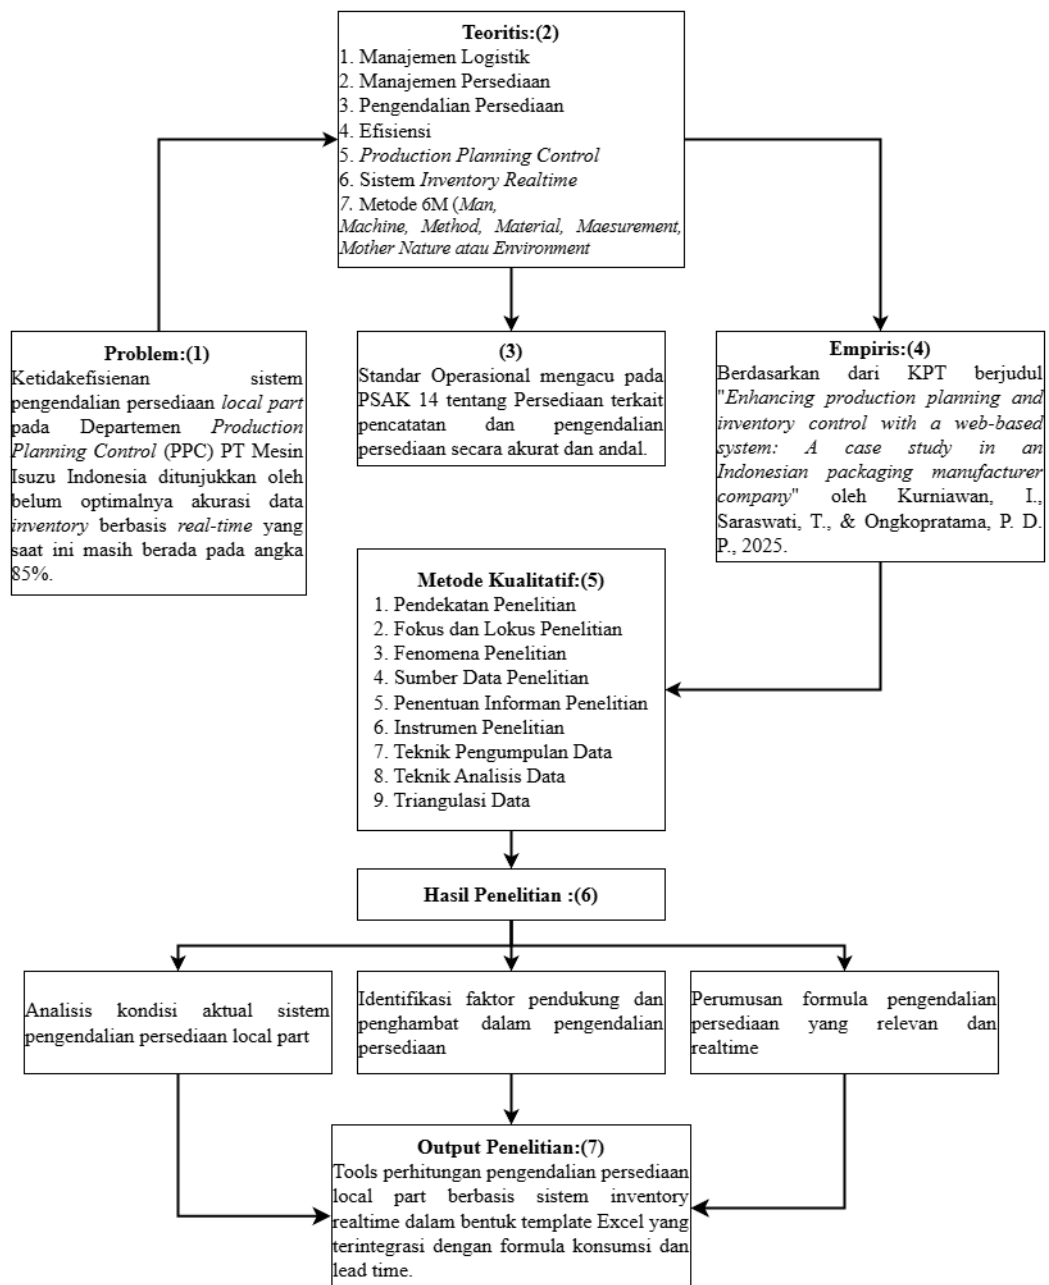 Teoritis:(2)
1. Manajemen Logistik
2. Manajemen Persediaan
3. Pengendalian Persediaan
4. Efisiensi
5. Production Planning Control
6. Sistem Inventory Realtime
7. Metode 6M (Man,
Machine, Method, Material, Maesurement,
Mother Nature atau Environment
Problem:(1)
Ketidakefisienan sistem
pengendalian persediaan local part
pada Departemen Production
Planning Control (PPC) PT Mesin
Isuzu Indonesia ditunjukkan oleh
belum optimalnya akurasi data
inventory berbasis real-time yang
saat ini masih berada pada angka
85%.
(3)
Standar Operasional mengacu pada
PSAK 14 tentang Persediaan terkait
pencatatan dan pengendalian
persediaan secara akurat dan andal.
Empiris:(4)
Berdasarkan dari KPT berjudul
"Enhancing production planning and
inventory control with a web-based
system: A case study in an
Indonesian packaging manufacturer
company" oleh Kurniawan, I.,
Saraswati, T., & Ongkopratama, P. D.
P., 2025.
Metode Kualitatif:(5)
1. Pendekatan Penelitian
2. Fokus dan Lokus Penelitian
3. Fenomena Penelitian
4. Sumber Data Penelitian
5. Penentuan Informan Penelitian
6. Instrumen Penelitian
7. Teknik Pengumpulan Data
8. Teknik Analisis Data
9. Triangulasi Data
Hasil Penelitian :(6)
Analisis kondisi aktual sistem
pengendalian persediaan local part
Identifikasi faktor pendukung dan
penghambat dalam pengendalian
persediaan
Perumusan formula pengendalian
persediaan yang relevan dan
realtime
Output Penelitian:(7)
Tools perhitungan pengendalian persediaan
local part berbasis sistem inventory
realtime dalam bentuk template Excel yang
terintegrasi dengan formula konsumsi dan
lead time.